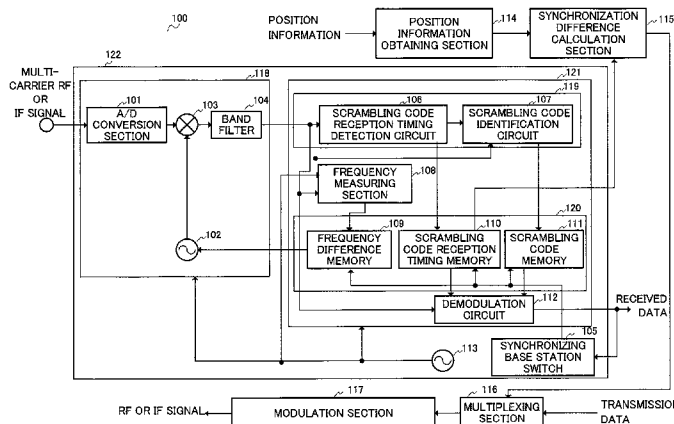 100
POSITION
INFORMATION
POSITION
INFORMATION
OBTAINING SECTION
114
SYNCHRONIZATION
DIFFERENCE
CALCULATION
SECTION
115
122
118
121
119
MULTI-
CARRIER RF
OR
IF SIGNAL
101
A/D
CONVERSION
SECTION
103
104
BAND
FILTER
106
SCRAMBLING CODE
RECEPTION TIMING
DETECTION CIRCUIT
107
SCRAMBLING CODE
IDENTIFICATION
CIRCUIT
108
FREQUENCY
MEASURING
SECTION
120
102
109
FREQUENCY
DIFFERENCE
MEMORY
110
SCRAMBLING
CODE RECEPTION
TIMING MEMORY
111
SCRAMBLING
CODE MEMORY
112
DEMODULATION
CIRCUIT
RECEIVED
DATA
105
SYNCHRONIZING
BASE STATION
SWITCH
113
RF OR IF SIGNAL
117
MODULATION SECTION
116
MULTIPLEXING
SECTION
TRANSMISSION
DATA